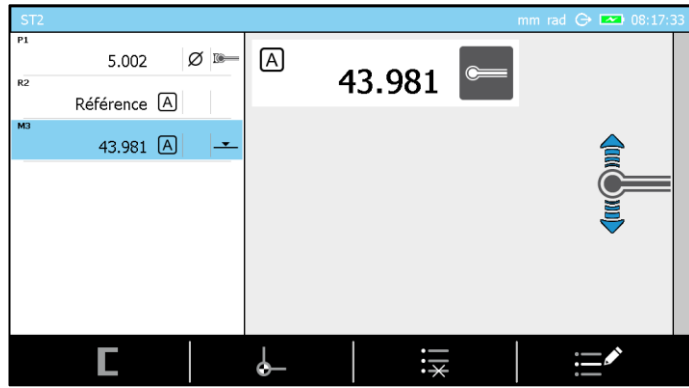 ST2
mm rad 08:17:33
P1
5.002 Ø
R2
Référence A
M3
43.981 A
A
43.981